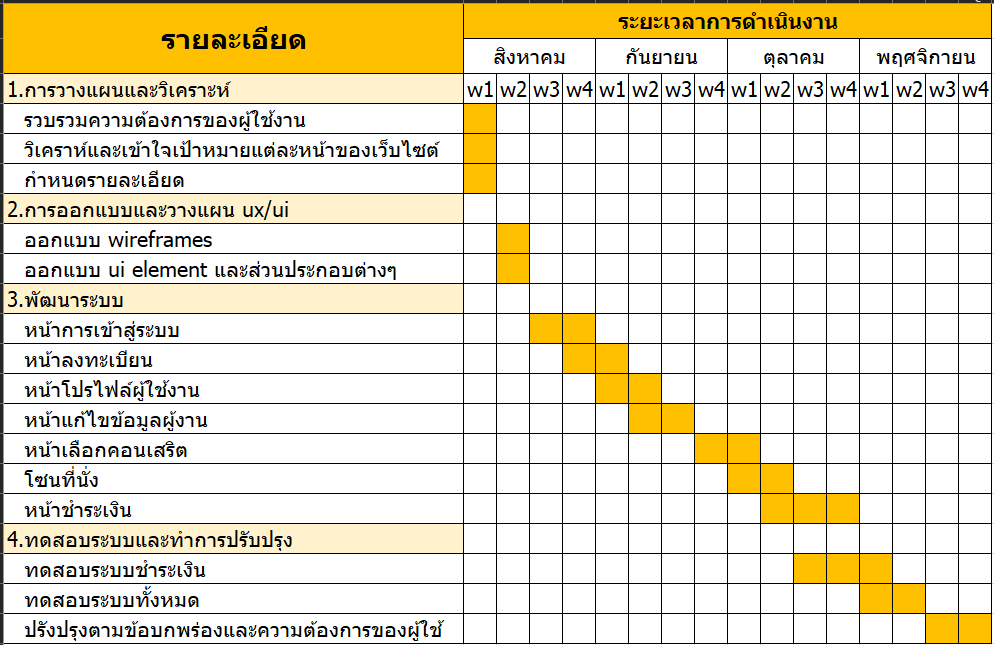 รายละเอียด
ระยะเวลาการดำเนินงาน
สิงหาคม กันยายน ตุลาคม พฤศจิกายน
1.การวางแผนและวิเคราะห์ w1 w2 w3 w4 w1 w2 w3 w4 w1 w2 w3 w4 w1 w2 w3 w4
รวบรวมความต้องการของผู้ใช้งาน
วิเคราห์และเข้าใจเป้าหมายแต่ละหน้าของเว็บไซต์
กำหนดรายละเอียด
2.การออกแบบและวางแผน ux/ui
ออกแบบ wireframes
ออกแบบ ui element และส่วนประกอบต่างๆ
3.พัฒนาระบบ
หน้าการเข้าสู่ระบบ
หน้าลงทะเบียน
หน้าโปรไฟล์ผู้ใช้งาน
หน้าแก้ไขข้อมูลผู้งาน
หน้าเลือกคอนเสริต
โซนที่นั่ง
หน้าชำระเงิน
4.ทดสอบระบบและทำการปรับปรุง
ทดสอบระบบชำระเงิน
ทดสอบระบบทั้งหมด
ปรังปรุงตามข้อบกพร่องและความต้องการของผู้ใช้